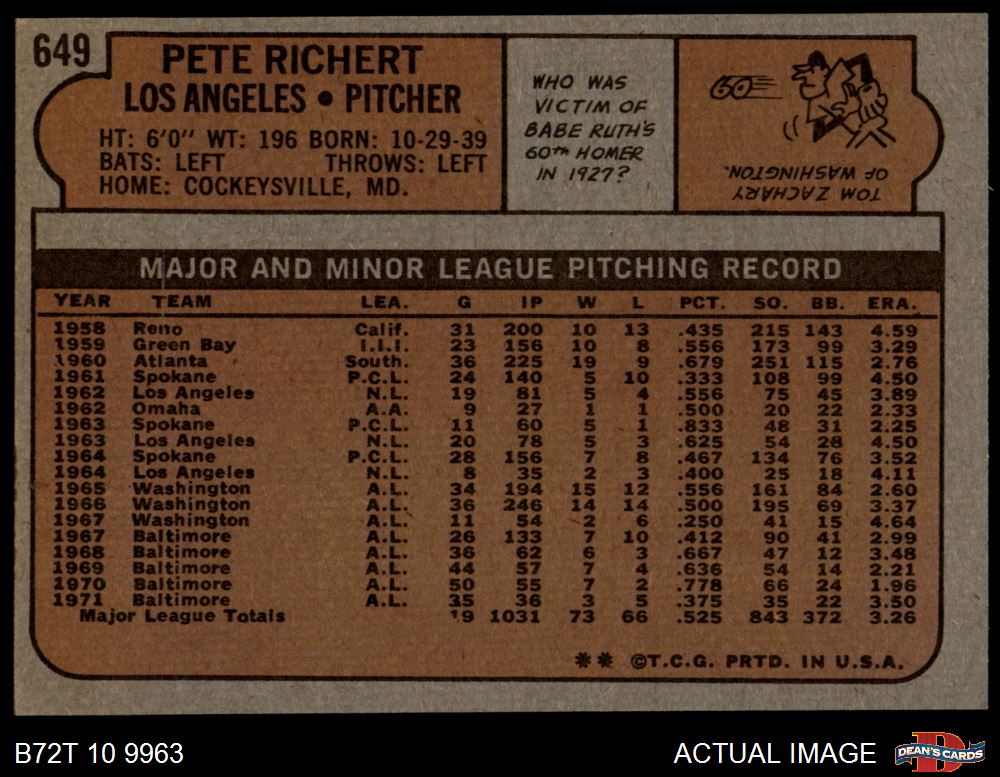 649
PETE RICHERT
LOS ANGELES • PITCHER
HT: 6'0" WT: 196 BORN: 10-29-39
BATS: LEFT THROWS: LEFT
HOME: COCKEYSVILLE, MD.
WHO WAS
VICTIM OF
BABE RUTH'S
60TH HOMER
IN 1927?
60
TOM ZACHARY
OF WASHINGTON.
MAJOR AND MINOR LEAGUE PITCHING RECORD
YEAR TEAM LEA. G IP W L PCT. SO. BB. ERA.
1958 Reno Calif. 31 200 10 13 .435 215 143 4.59
1959 Green Bay I.I.I. 23 156 10 8 .556 173 99 3.29
1960 Atlanta South. 36 225 19 9 .679 251 115 2.76
1961 Spokane P.C.L. 24 140 5 10 .333 108 99 4.50
1962 Los Angeles N.L. 19 81 5 4 .556 75 45 3.89
1962 Omaha A.A. 9 27 1 1 .500 20 22 2.33
1963 Spokane P.C.L. 11 60 5 1 .833 48 31 2.25
1963 Los Angeles N.L. 20 78 5 3 .625 54 28 4.50
1964 Spokane P.C.L. 28 156 7 8 .467 134 76 3.52
1964 Los Angeles N.L. 8 35 2 3 .400 25 18 4.11
1965 Washington A.L. 34 194 15 12 .556 161 84 2.60
1966 Washington A.L. 36 246 14 14 .500 195 69 3.37
1967 Washington A.L. 11 54 2 6 .250 41 15 4.64
1967 Baltimore A.L. 26 133 7 10 .412 90 41 2.99
1968 Baltimore A.L. 36 62 6 3 .667 47 12 3.48
1969 Baltimore A.L. 44 57 7 4 .636 54 14 2.21
1970 Baltimore A.L. 50 55 7 2 .778 66 24 1.96
1971 Baltimore A.L. 35 36 3 5 .375 35 22 3.50
Major League Totals 1031 73 66 .525 843 372 3.26
** ©T.C.G. PRTD. IN U.S.A.
B72T 10 9963
ACTUAL IMAGE
DEAN'S CARDS